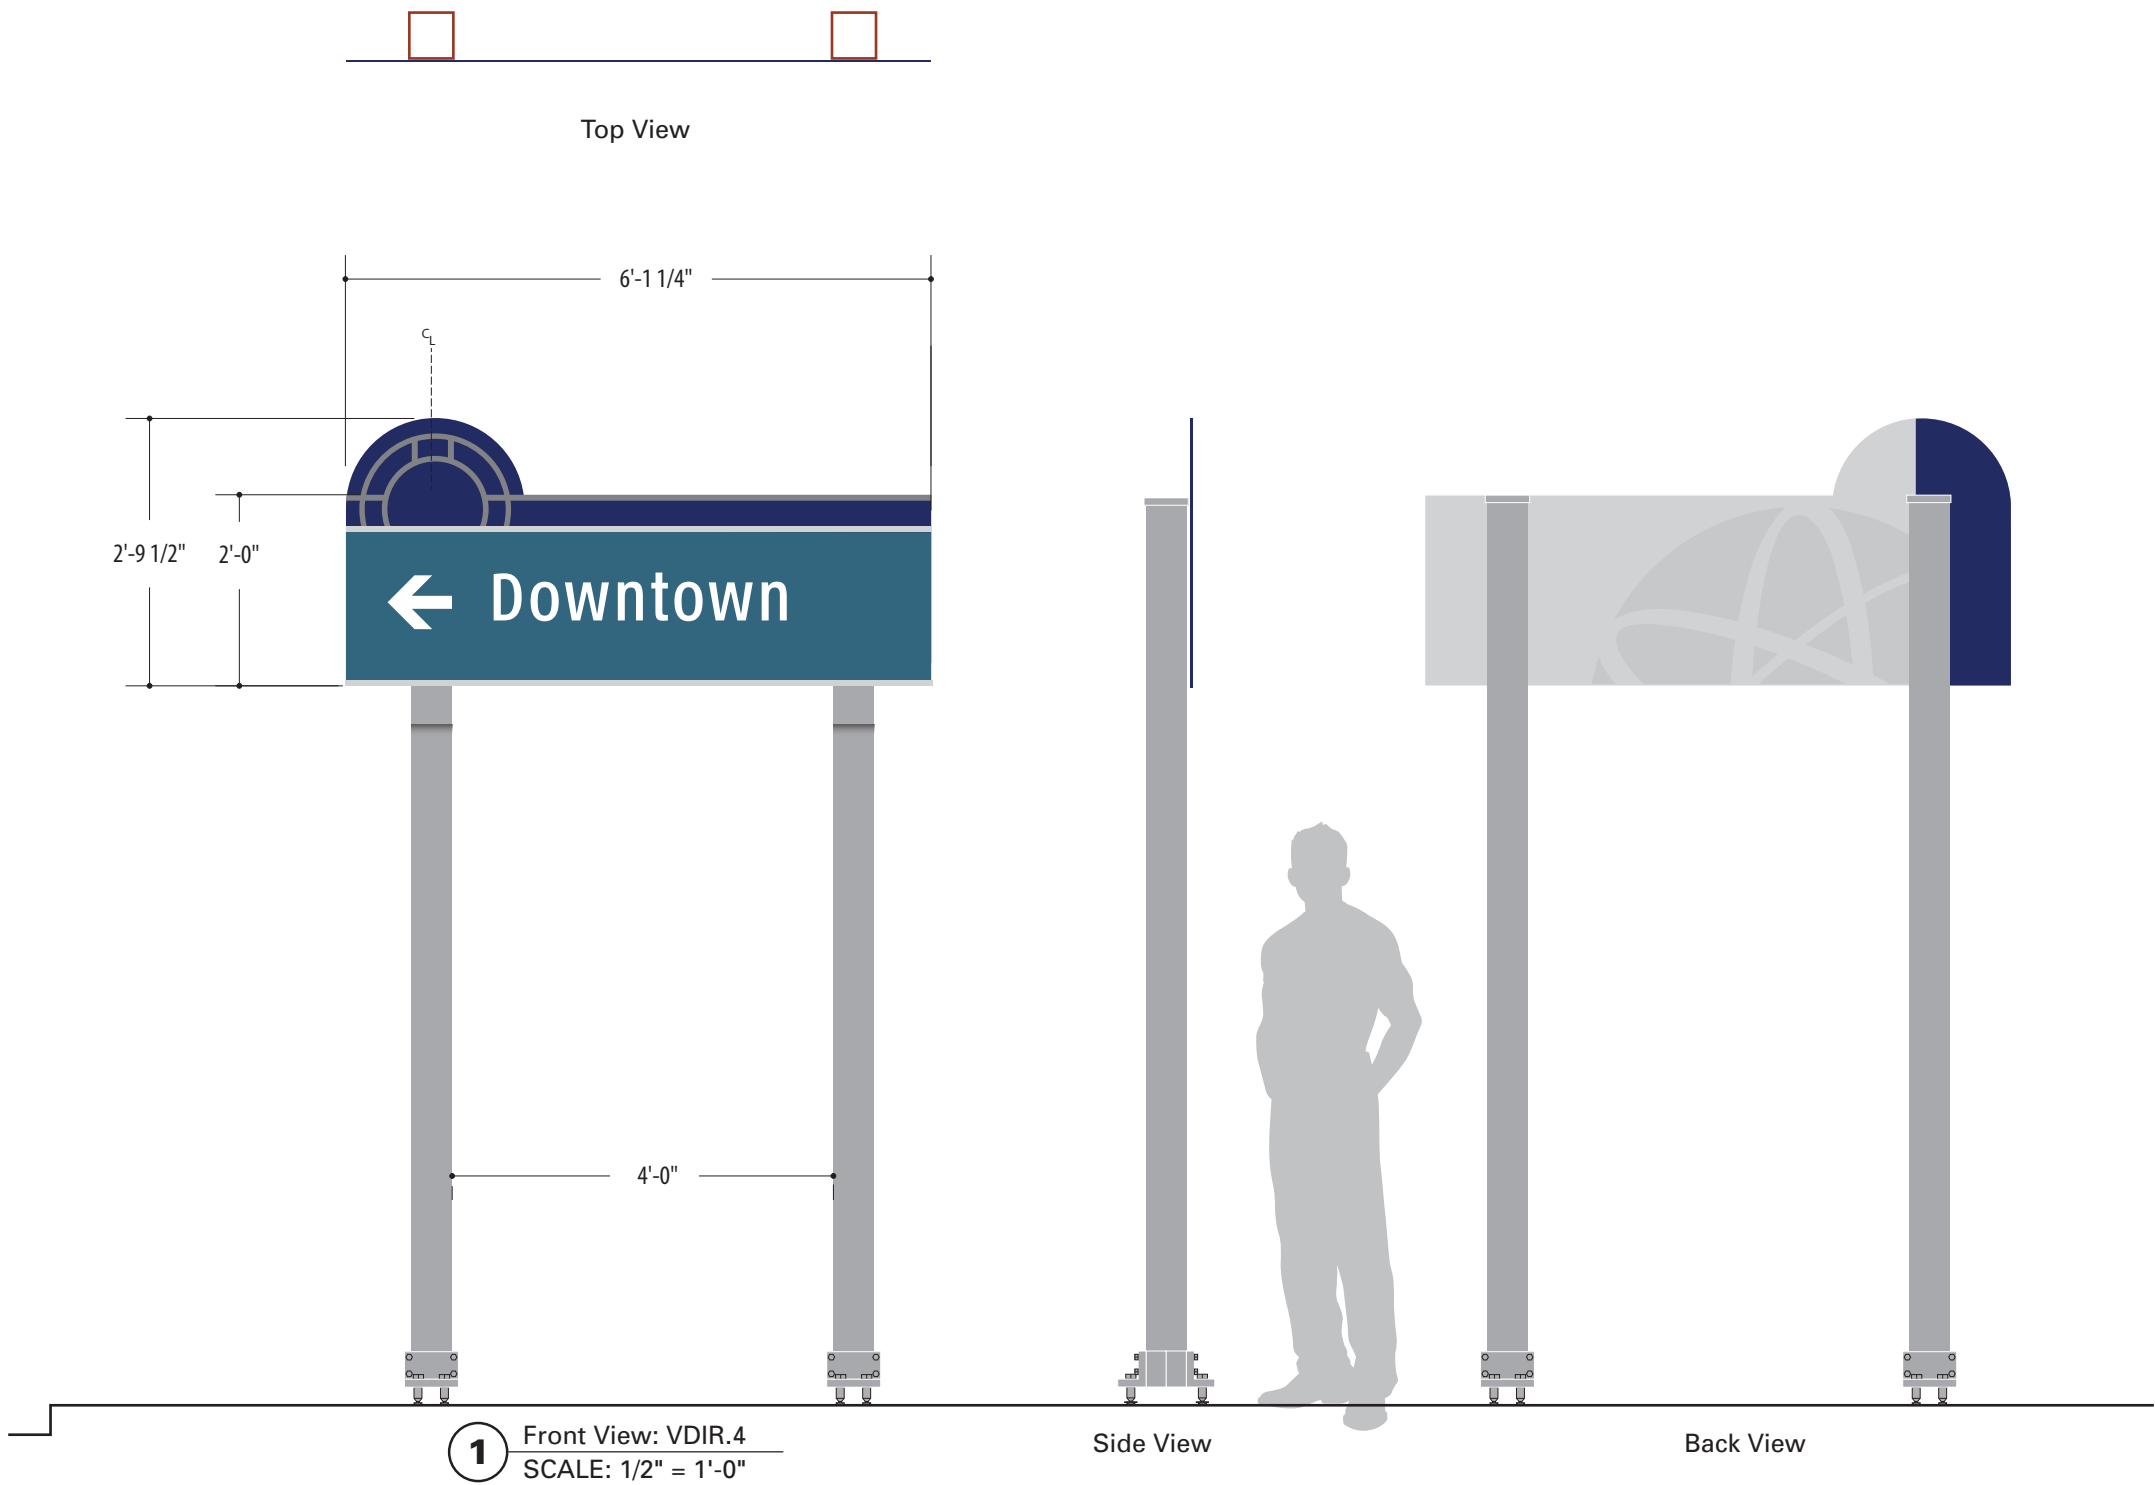 Top View
6'-1 1/4"
CL
2'-9 1/2"
2'-0"
Downtown
4'-0"
1
Front View: VDIR.4
SCALE: 1/2" = 1'-0"
Side View
Back View